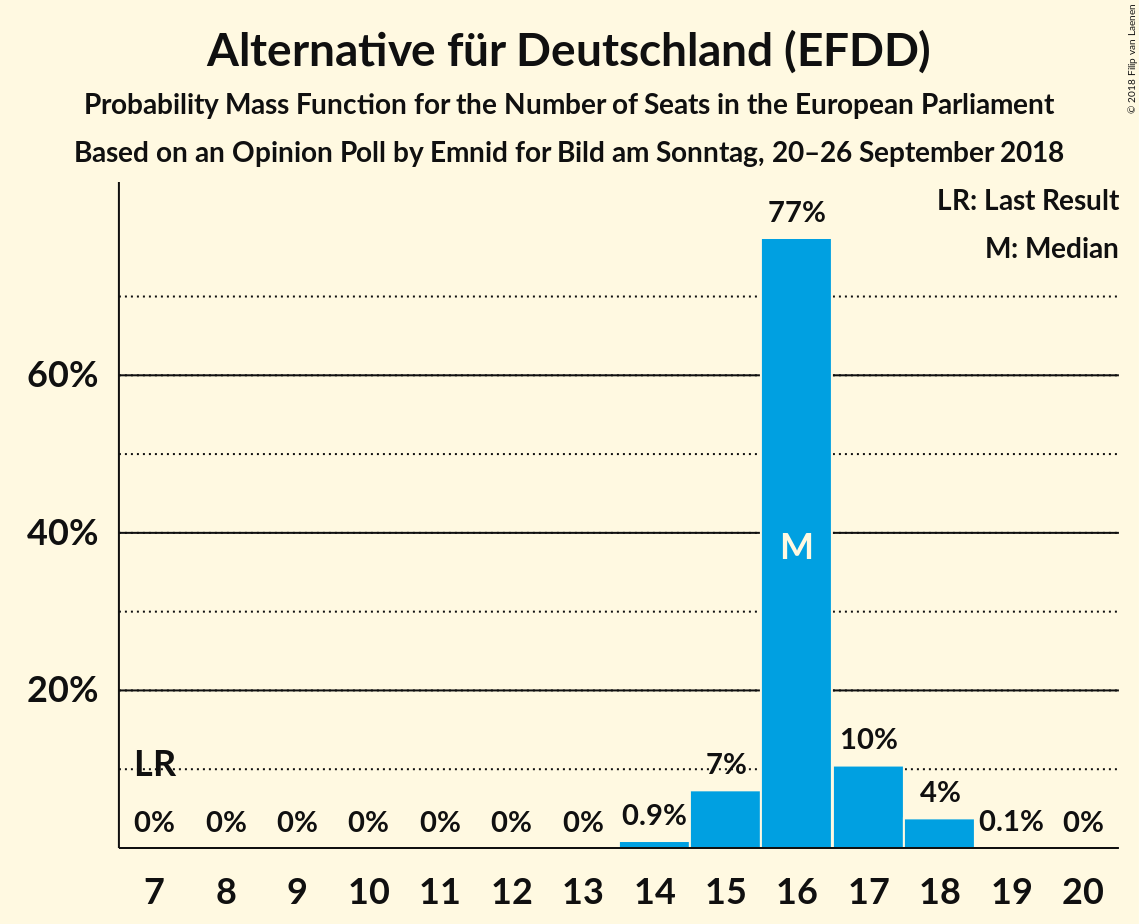 Alternative für Deutschland (EFDD)
Probability Mass Function for the Number of Seats in the European Parliament
Based on an Opinion Poll by Emnid for Bild am Sonntag, 20–26 September 2018
© 2018 Filip van Laenen
LR: Last Result
M: Median
77%
60%
40%
M
20%
LR
7%
10%
4%
0% 0% 0% 0% 0% 0% 0% 0.9% 0.1% 0%
7 8 9 10 11 12 13 14 15 16 17 18 19 20